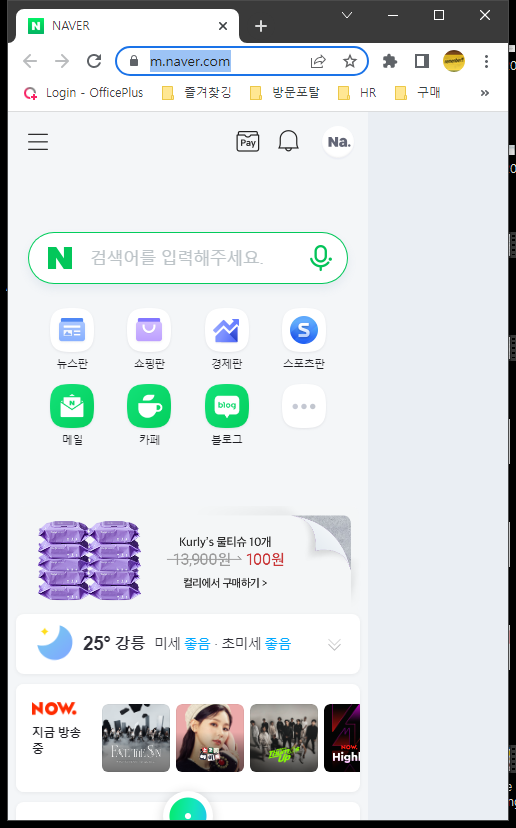 NAVER
m.naver.com
Login - OfficePlus
즐겨찾깅
방문포탈
HR
구매
»
Pay
Na.
N
검색어를 입력해주세요.
뉴스판
쇼핑판
경제판
S
스포츠판
N
메일
카페
blog
블로그
Kurly's 물티슈 10개
13,900원
100원
컬리에서 구매하기 >
25° 강릉
미세 좋음 · 초미세 좋음
NOW.
지금 방송
중
NOW.
Highl